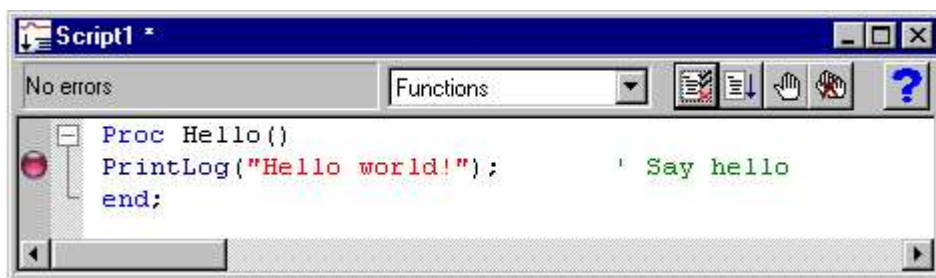 Script1 *
No errors Functions ?
Proc Hello()
PrintLog("Hello world!"); ' Say hello
end;